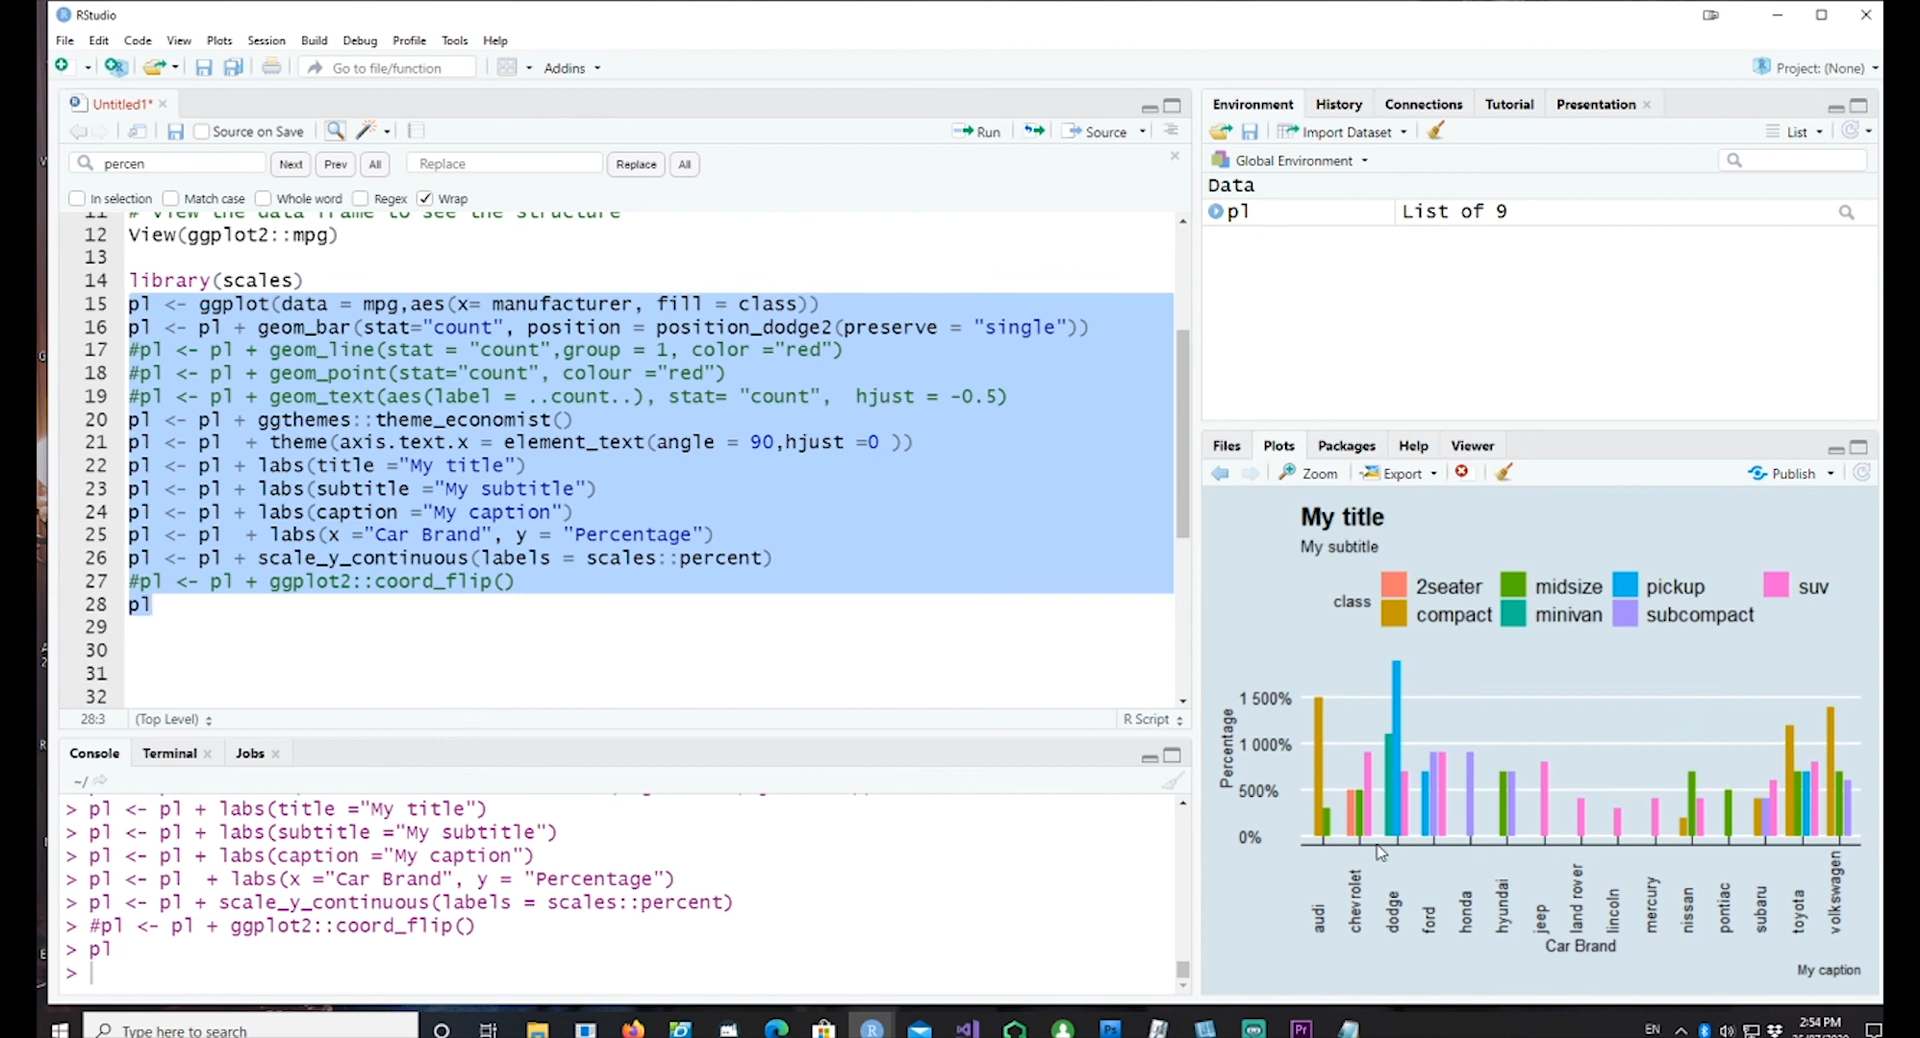 RStudio
File Edit Code View Plots Session Build Debug Profile Tools Help
Go to file/function Addins Project: (None)
Untitled1*
Source on Save Run Source
percen Next Prev All Replace Replace All
In selection Match case Whole word Regex Wrap
11 # View the data frame to see the structure
12 View(ggplot2::mpg)
13
14 library(scales)
15 pl <- ggplot(data = mpg,aes(x= manufacturer, fill = class))
16 pl <- pl + geom_bar(stat="count", position = position_dodge2(preserve = "single"))
17 #pl <- pl + geom_line(stat = "count",group = 1, color ="red")
18 #pl <- pl + geom_point(stat="count", colour ="red")
19 #pl <- pl + geom_text(aes(label = ..count..), stat= "count",  hjust = -0.5)
20 pl <- pl + ggthemes::theme_economist()
21 pl <- pl  + theme(axis.text.x = element_text(angle = 90,hjust =0 ))
22 pl <- pl + labs(title ="My title")
23 pl <- pl + labs(subtitle ="My subtitle")
24 pl <- pl + labs(caption ="My caption")
25 pl <- pl  + labs(x ="Car Brand", y = "Percentage")
26 pl <- pl + scale_y_continuous(labels = scales::percent)
27 #pl <- pl + ggplot2::coord_flip()
28 pl
29
30
31
32
28:3 (Top Level) R Script
Console Terminal Jobs
~/
> pl <- pl + labs(title ="My title")
> pl <- pl + labs(subtitle ="My subtitle")
> pl <- pl + labs(caption ="My caption")
> pl <- pl  + labs(x ="Car Brand", y = "Percentage")
> pl <- pl + scale_y_continuous(labels = scales::percent)
> #pl <- pl + ggplot2::coord_flip()
> pl
>
Environment History Connections Tutorial Presentation
Import Dataset List
Global Environment
Data
pl List of 9
Files Plots Packages Help Viewer
Zoom Export Publish
My title
My subtitle
class
2seater midsize pickup suv
compact minivan subcompact
Percentage
1 500%
1 000%
500%
0%
audi chevrolet dodge ford honda hyundai jeep land rover lincoln mercury nissan pontiac subaru toyota volkswagen
Car Brand
My caption
Type here to search
EN
2:54 PM